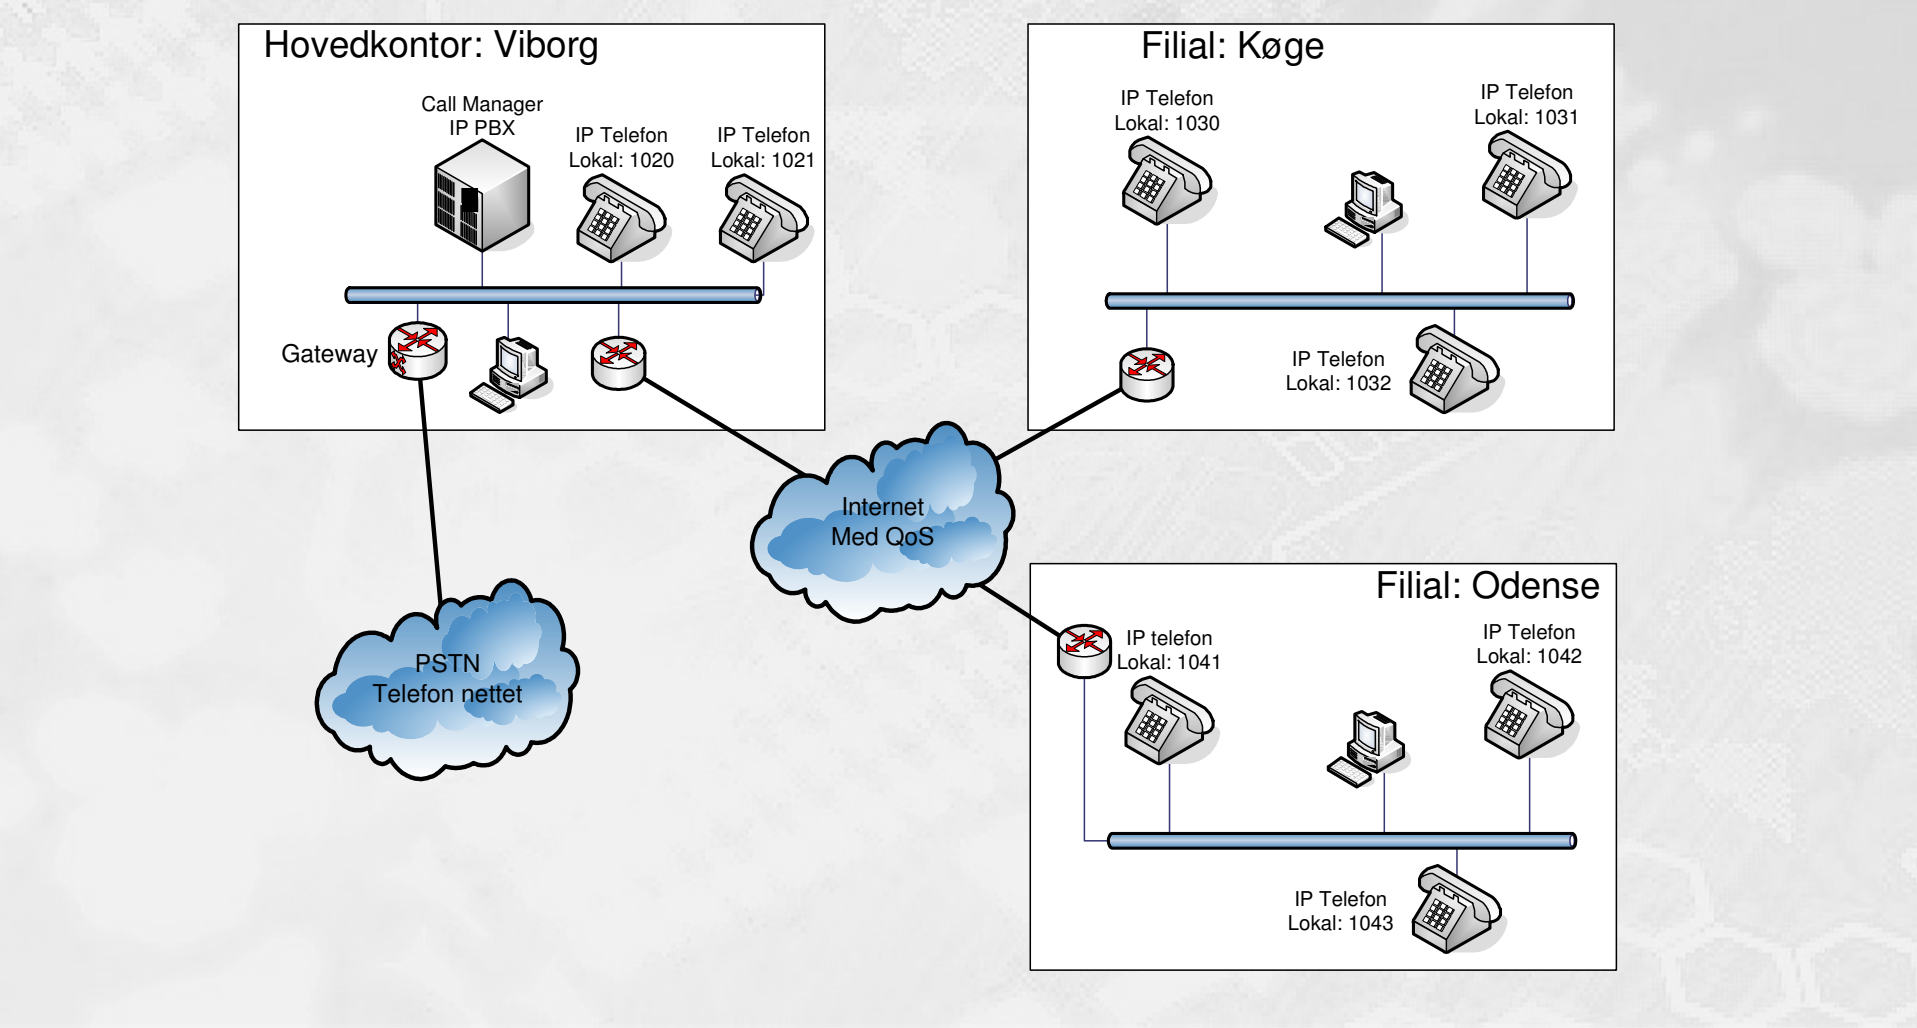 Hovedkontor: Viborg
Call Manager
IP PBX
IP Telefon
Lokal: 1020
IP Telefon
Lokal: 1021
Gateway
Filial: Køge
IP Telefon
Lokal: 1030
IP Telefon
Lokal: 1031
IP Telefon
Lokal: 1032
Internet
Med QoS
PSTN
Telefon nettet
Filial: Odense
IP telefon
Lokal: 1041
IP Telefon
Lokal: 1042
IP Telefon
Lokal: 1043